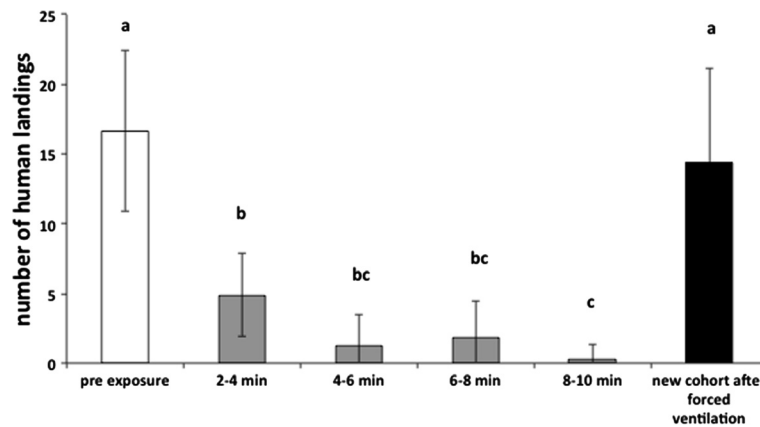 number of human landings
25
20
15
10
5
0
a
b
bc
bc
c
a
pre exposure
2-4 min
4-6 min
6-8 min
8-10 min
new cohort afte
forced
ventilation